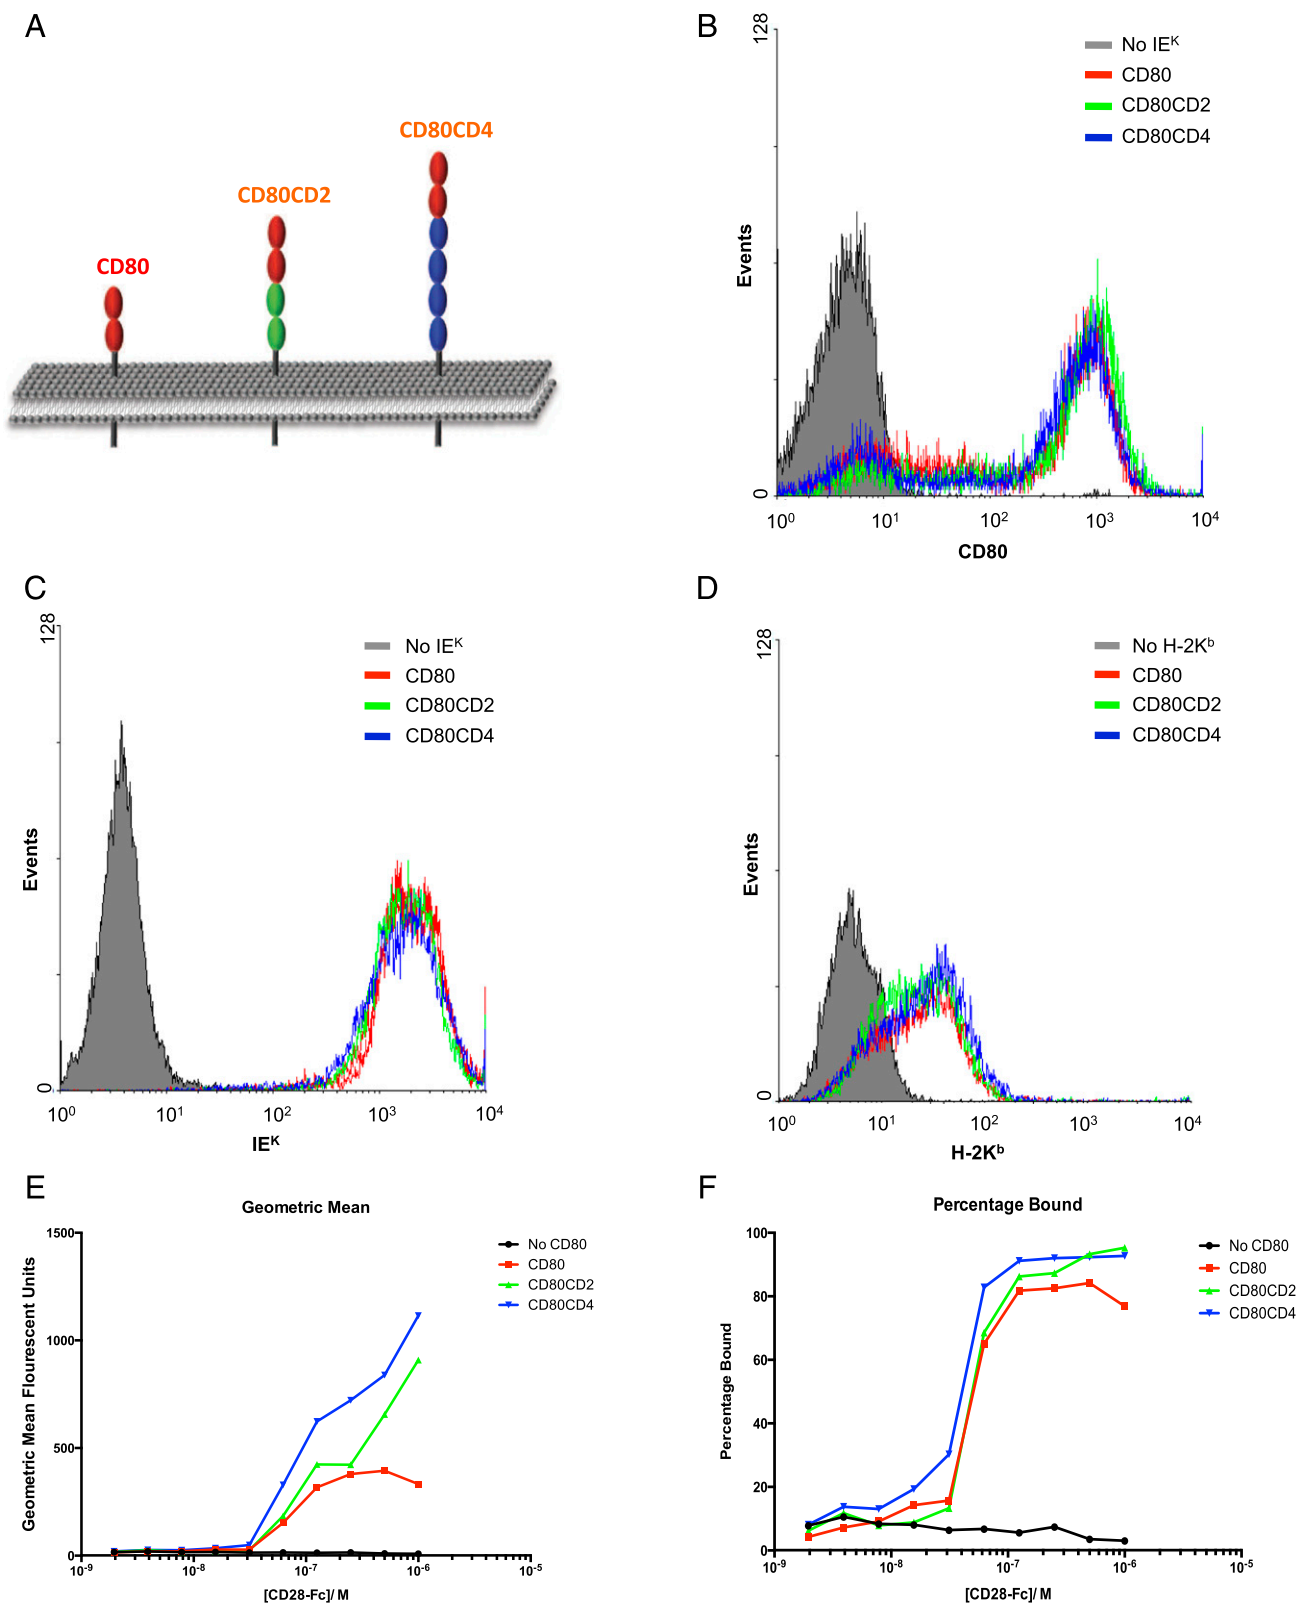 A
CD80CD4
CD80CD2
CD80
B
128
Events
0
No IEᴷ
CD80
CD80CD2
CD80CD4
10⁰ 10¹ 10² 10³ 10⁴
CD80
C
128
Events
0
No IEᴷ
CD80
CD80CD2
CD80CD4
10⁰ 10¹ 10² 10³ 10⁴
IEᴷ
D
128
Events
0
No H-2Kᵇ
CD80
CD80CD2
CD80CD4
10⁰ 10¹ 10² 10³ 10⁴
H-2Kᵇ
E
Geometric Mean
Geometric Mean Flourescent Units
1500
1000
500
0
No CD80
CD80
CD80CD2
CD80CD4
10⁻⁹ 10⁻⁸ 10⁻⁷ 10⁻⁶ 10⁻⁵
[CD28-Fc]/ M
F
Percentage Bound
Percentage Bound
100
80
60
40
20
0
No CD80
CD80
CD80CD2
CD80CD4
10⁻⁹ 10⁻⁸ 10⁻⁷ 10⁻⁶ 10⁻⁵
[CD28-Fc]/ M